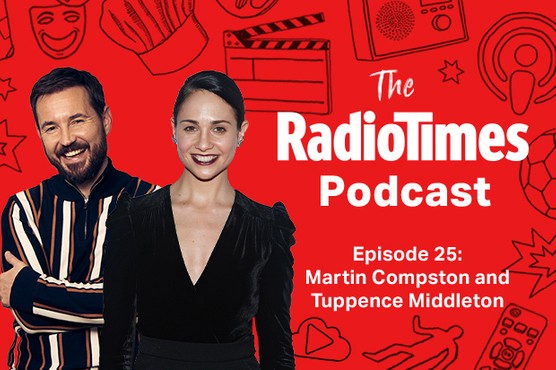 The
RadioTimes
Podcast
Episode 25:
Martin Compston and
Tuppence Middleton